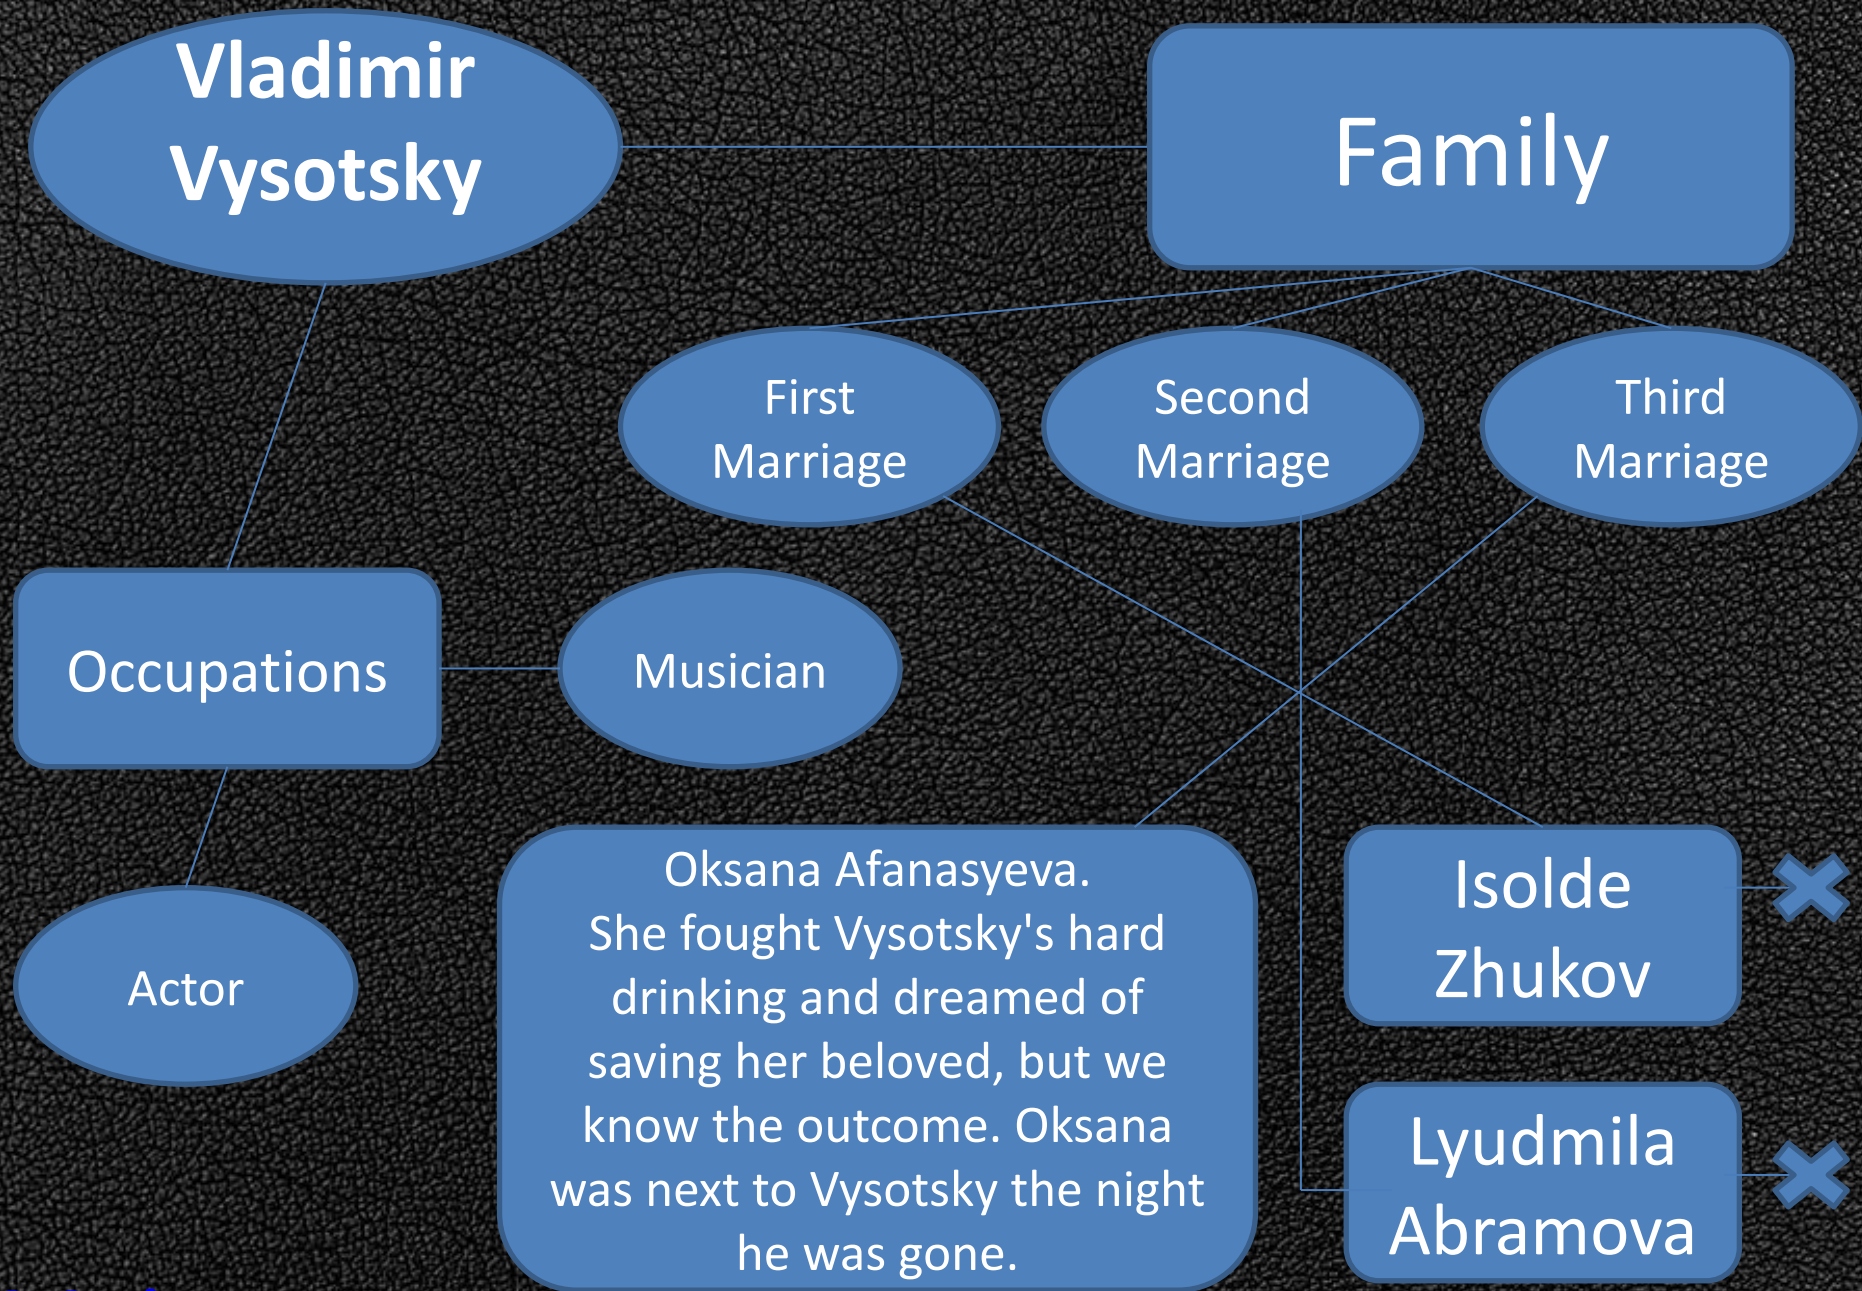 Vladimir
Vysotsky
Family
First
Marriage
Second
Marriage
Third
Marriage
Occupations
Musician
Actor
Oksana Afanasyeva.
She fought Vysotsky's hard
drinking and dreamed of
saving her beloved, but we
know the outcome. Oksana
was next to Vysotsky the night
he was gone.
Isolde
Zhukov
Lyudmila
Abramova